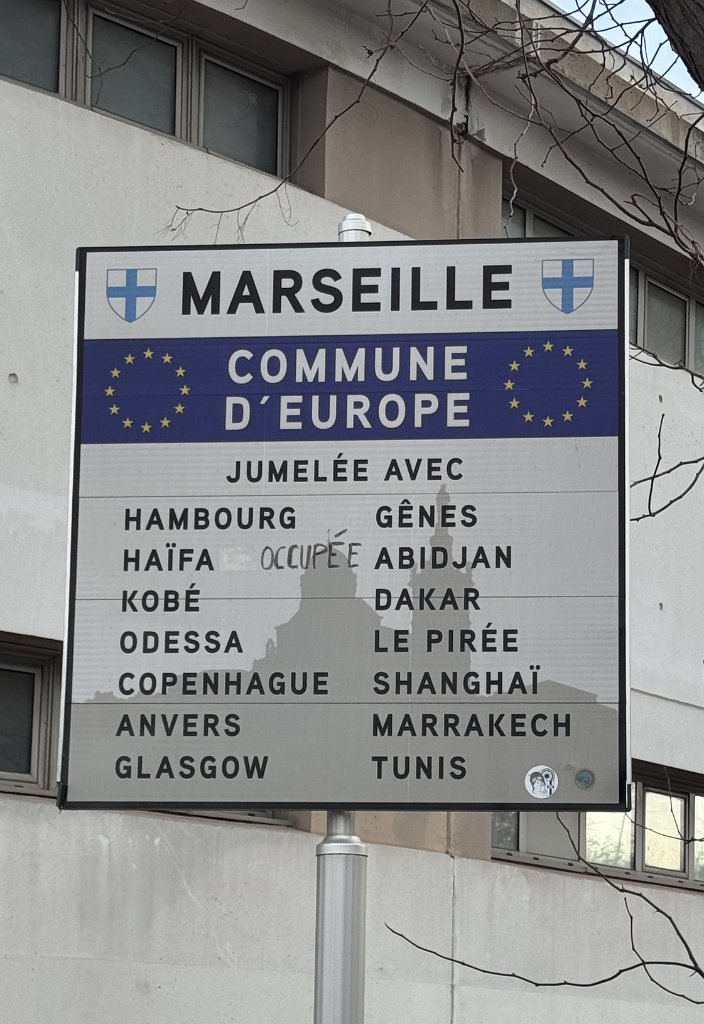 MARSEILLE
COMMUNE
D'EUROPE
JUMELÉE AVEC
HAMBOURG
HAÏFA OCCUPÉE
KOBÉ
ODESSA
COPENHAGUE
ANVERS
GLASGOW
GÊNES
ABIDJAN
DAKAR
LE PIRÉE
SHANGHAÏ
MARRAKECH
TUNIS